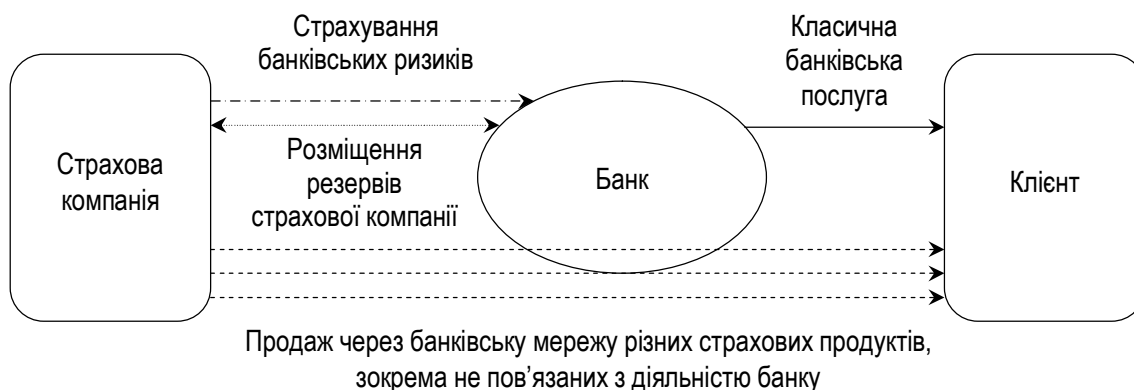 Страхування
банківських ризиків
Класична
банківська
послуга
Страхова
компанія
Розміщення
резервів
страхової компанії
Банк
Клієнт
Продаж через банківську мережу різних страхових продуктів,
зокрема не пов’язаних з діяльністю банку